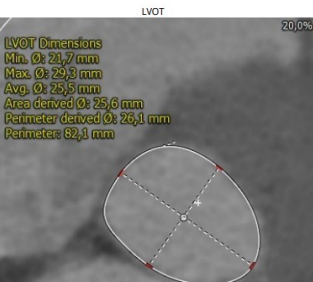 LVOT
20,0%
LVOT Dimensions
Min. Ø: 21,7 mm
Max. Ø: 29,3 mm
Avg. Ø: 25,5 mm
Area derived Ø: 25,6 mm
Perimeter derived Ø: 26,1 mm
Perimeter: 82,1 mm